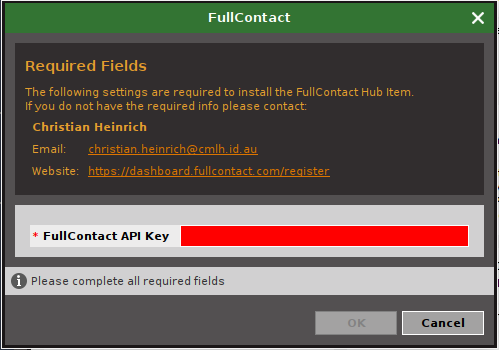 FullContact
Required Fields
The following settings are required to install the FullContact Hub Item.
If you do not have the required info please contact:
Christian Heinrich
Email: christian.heinrich@cmlh.id.au
Website: https://dashboard.fullcontact.com/register
* FullContact API Key
Please complete all required fields
OK Cancel